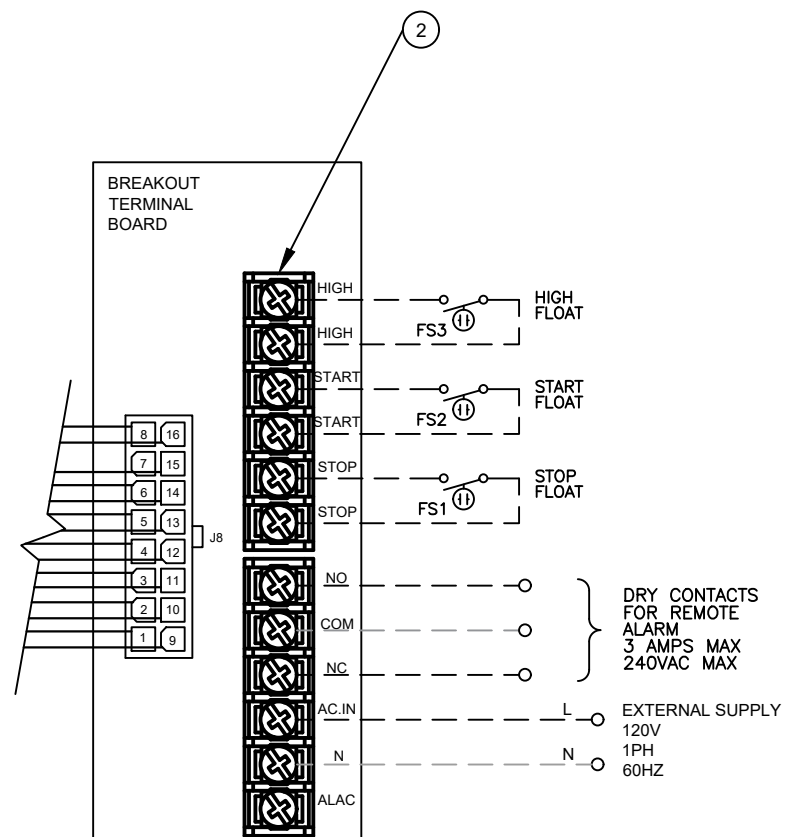 2
BREAKOUT
TERMINAL
BOARD
HIGH
HIGH
START
START
STOP
STOP
FS3
HIGH
FLOAT
FS2
START
FLOAT
FS1
STOP
FLOAT
8 16
7 15
6 14
5 13
4 12
3 11
2 10
1 9
J8
NO
COM
NC
AC.IN
N
ALAC
DRY CONTACTS
FOR REMOTE
ALARM
3 AMPS MAX
240VAC MAX
L
N
EXTERNAL SUPPLY
120V
1PH
60HZ